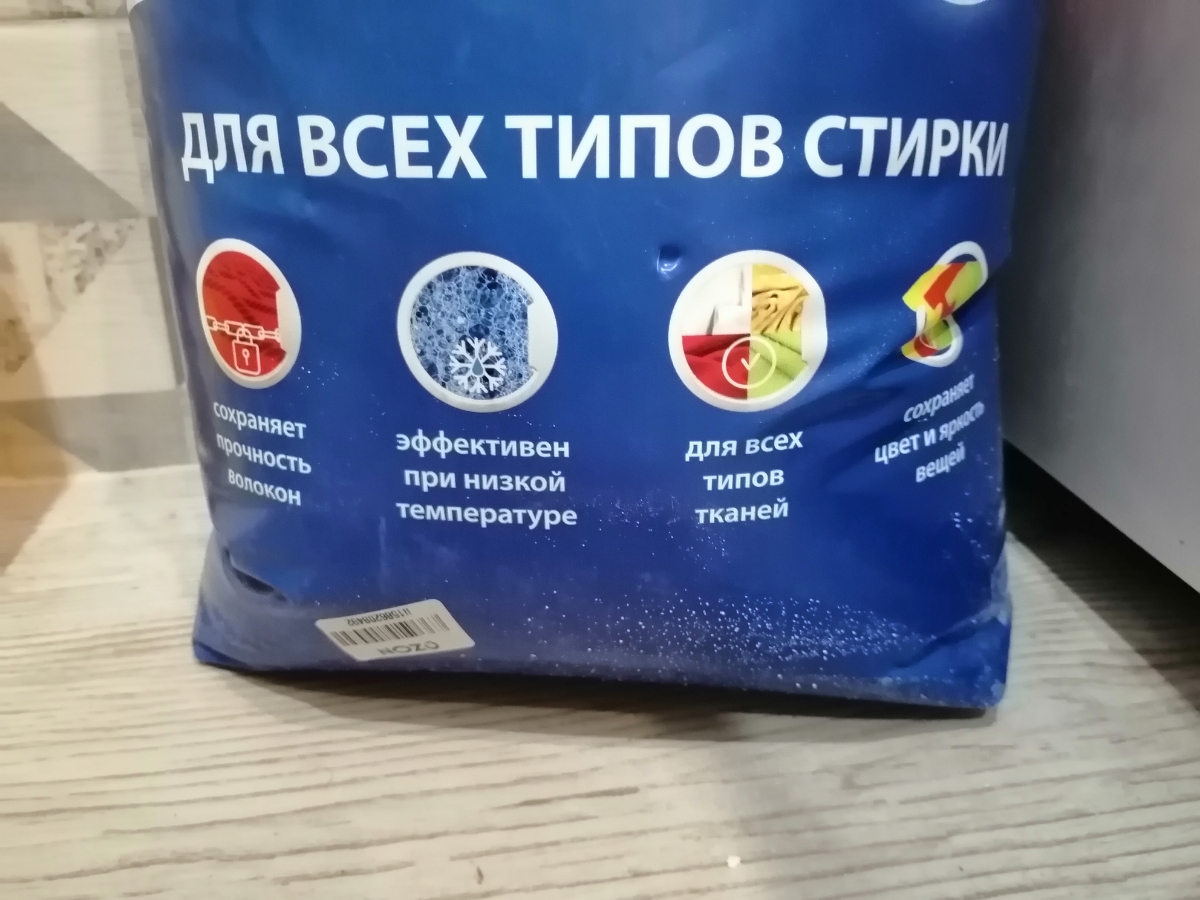 ДЛЯ ВСЕХ ТИПОВ СТИРКИ
сохраняет
прочность
волокон
эффективен
при низкой
температуре
для всех
типов
тканей
сохраняет
цвет и яркость
вещей
OZON